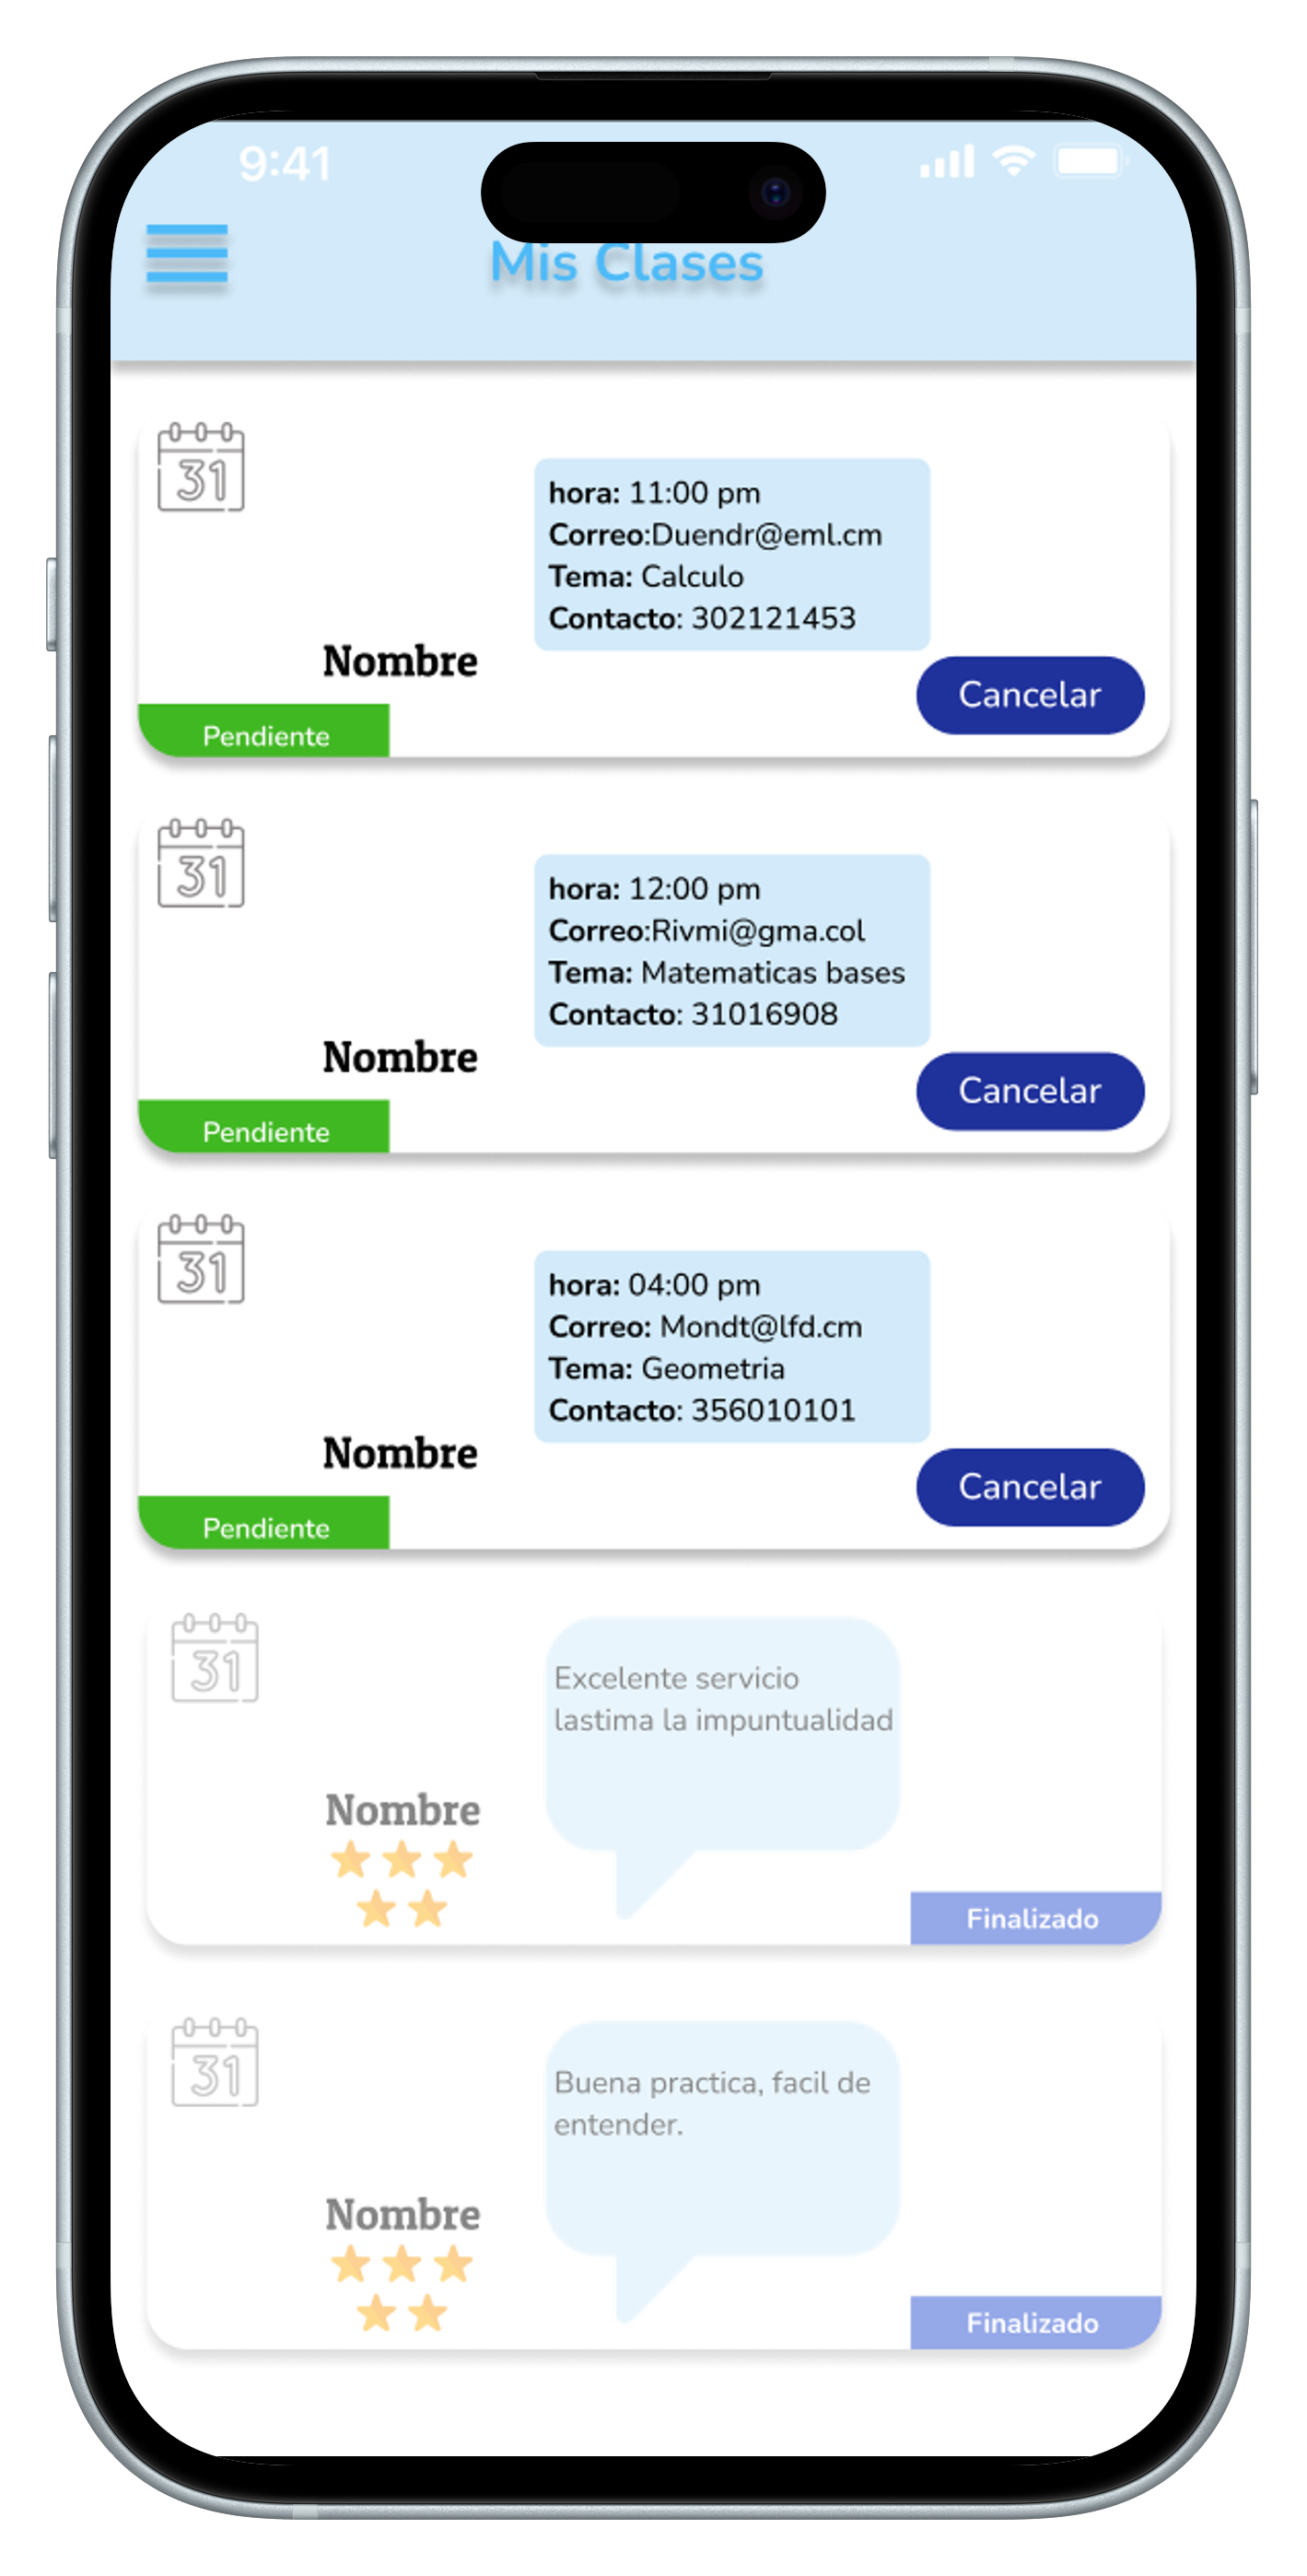 9:41
Mis Clases
31
hora: 11:00 pm
Correo:Duendr@eml.cm
Tema: Calculo
Contacto: 302121453
Nombre
Cancelar
Pendiente
31
hora: 12:00 pm
Correo:Rivmi@gma.col
Tema: Matematicas bases
Contacto: 31016908
Nombre
Cancelar
Pendiente
31
hora: 04:00 pm
Correo: Mondt@lfd.cm
Tema: Geometria
Contacto: 356010101
Nombre
Cancelar
Pendiente
31
Excelente servicio
lastima la impuntualidad
Nombre
Finalizado
31
Buena practica, facil de
entender.
Nombre
Finalizado